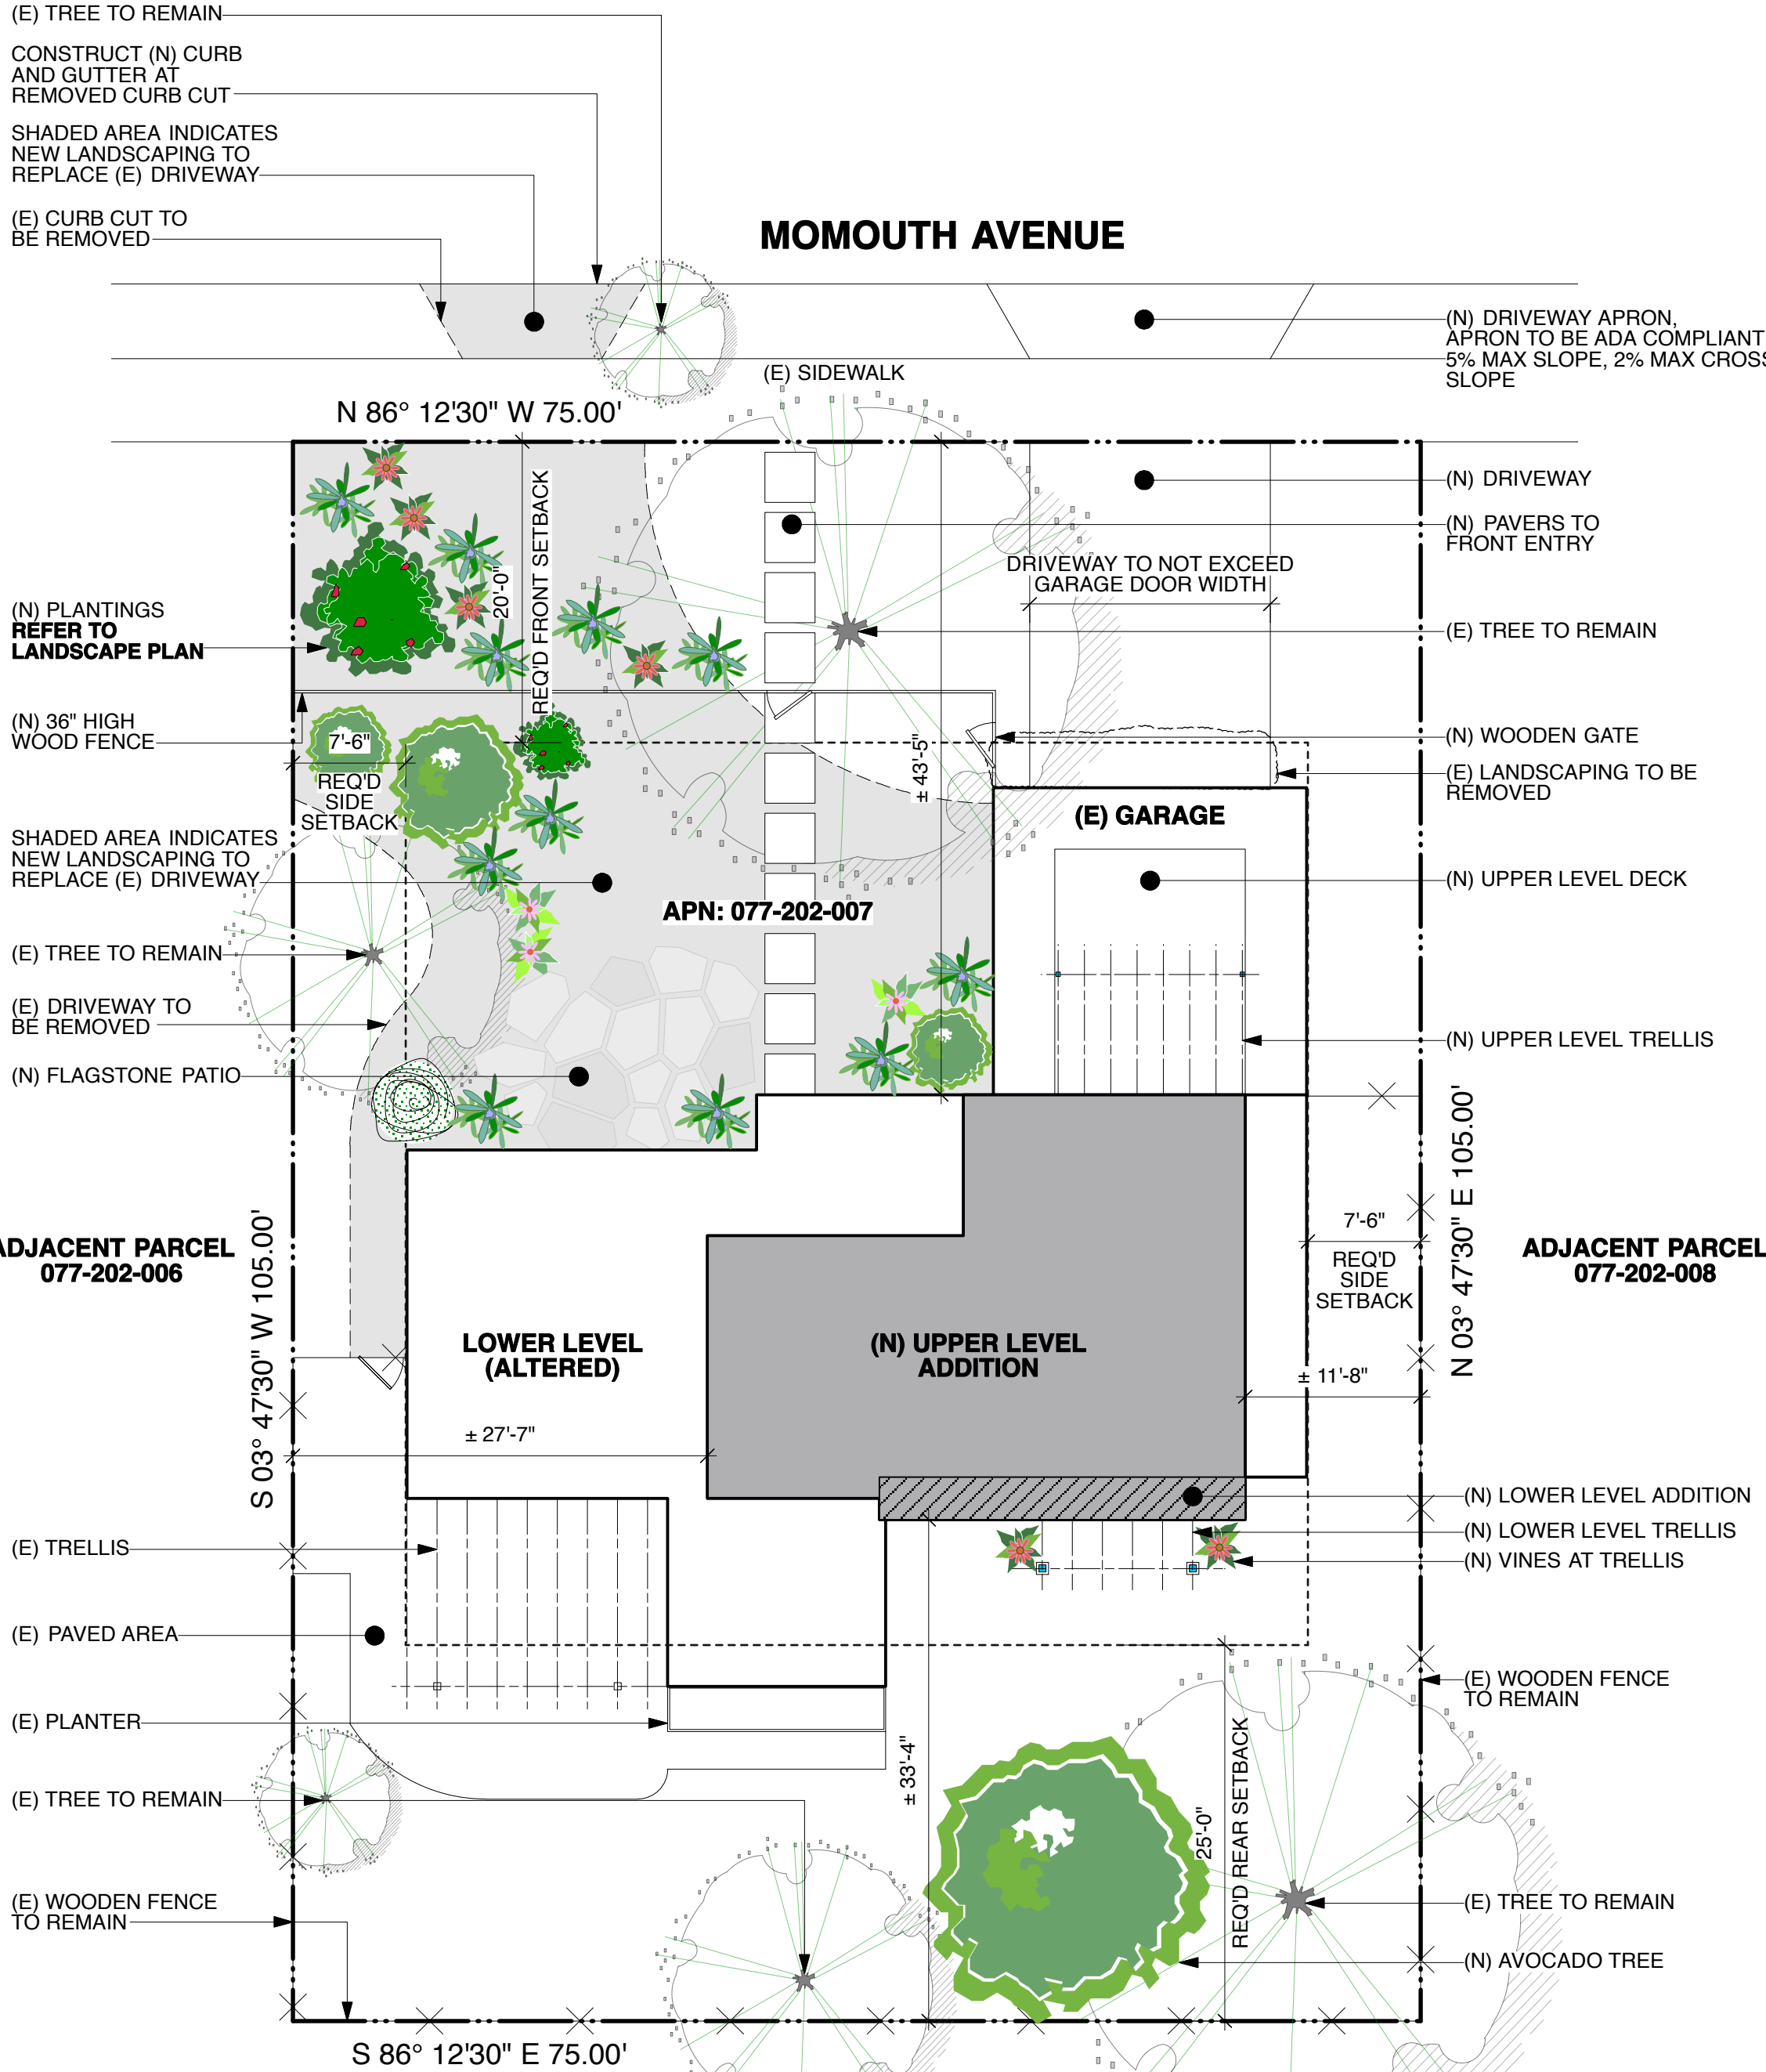 (E) TREE TO REMAIN
CONSTRUCT (N) CURB
AND GUTTER AT
REMOVED CURB CUT
SHADED AREA INDICATES
NEW LANDSCAPING TO
REPLACE (E) DRIVEWAY
(E) CURB CUT TO
BE REMOVED
MOMOUTH AVENUE
(N) DRIVEWAY APRON,
APRON TO BE ADA COMPLIANT
5% MAX SLOPE, 2% MAX CROSS
SLOPE
(E) SIDEWALK
N 86° 12'30" W 75.00'
(N) DRIVEWAY
(N) PAVERS TO
FRONT ENTRY
REQ'D FRONT SETBACK
20'-0"
DRIVEWAY TO NOT EXCEED
GARAGE DOOR WIDTH
(N) PLANTINGS
REFER TO
LANDSCAPE PLAN
(E) TREE TO REMAIN
(N) 36" HIGH
WOOD FENCE
7'-6"
REQ'D
SIDE
SETBACK
± 43'-5"
(N) WOODEN GATE
(E) LANDSCAPING TO BE
REMOVED
(E) GARAGE
SHADED AREA INDICATES
NEW LANDSCAPING TO
REPLACE (E) DRIVEWAY
(N) UPPER LEVEL DECK
APN: 077-202-007
(E) TREE TO REMAIN
(E) DRIVEWAY TO
BE REMOVED
(N) UPPER LEVEL TRELLIS
(N) FLAGSTONE PATIO
N 03° 47'30" E 105.00'
S 03° 47'30" W 105.00'
ADJACENT PARCEL
077-202-006
7'-6"
REQ'D
SIDE
SETBACK
ADJACENT PARCEL
077-202-008
LOWER LEVEL
(ALTERED)
(N) UPPER LEVEL
ADDITION
± 11'-8"
± 27'-7"
(N) LOWER LEVEL ADDITION
(N) LOWER LEVEL TRELLIS
(N) VINES AT TRELLIS
(E) TRELLIS
(E) PAVED AREA
(E) WOODEN FENCE
TO REMAIN
(E) PLANTER
± 33'-4"
REQ'D REAR SETBACK
25'-0"
(E) TREE TO REMAIN
(E) WOODEN FENCE
TO REMAIN
(E) TREE TO REMAIN
(N) AVOCADO TREE
S 86° 12'30" E 75.00'